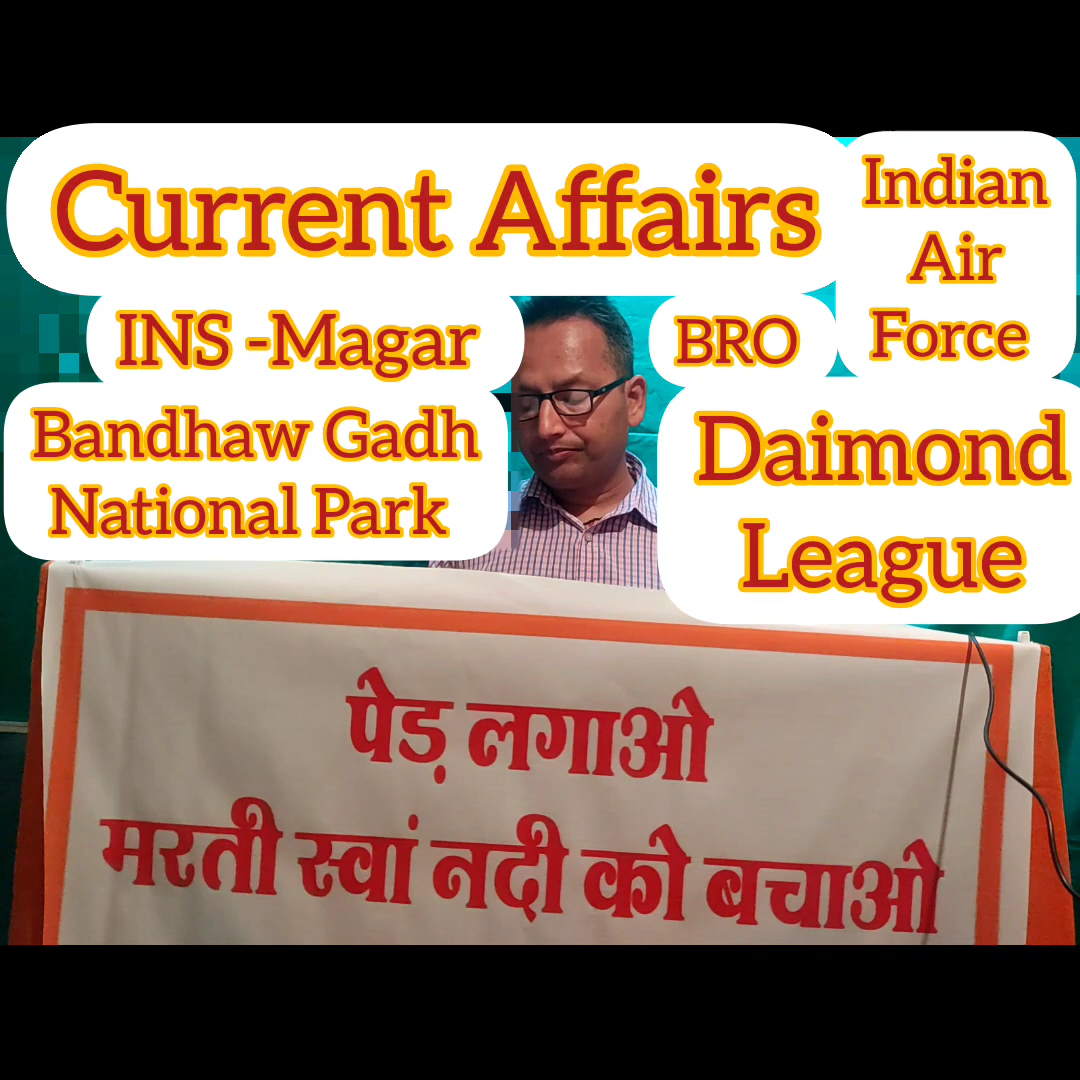 Current Affairs
Indian
Air
Force
INS -Magar
BRO
Bandhaw Gadh
National Park
Daimond
League
पेड़ लगाओ
मरती स्वां नदी को बचाओ